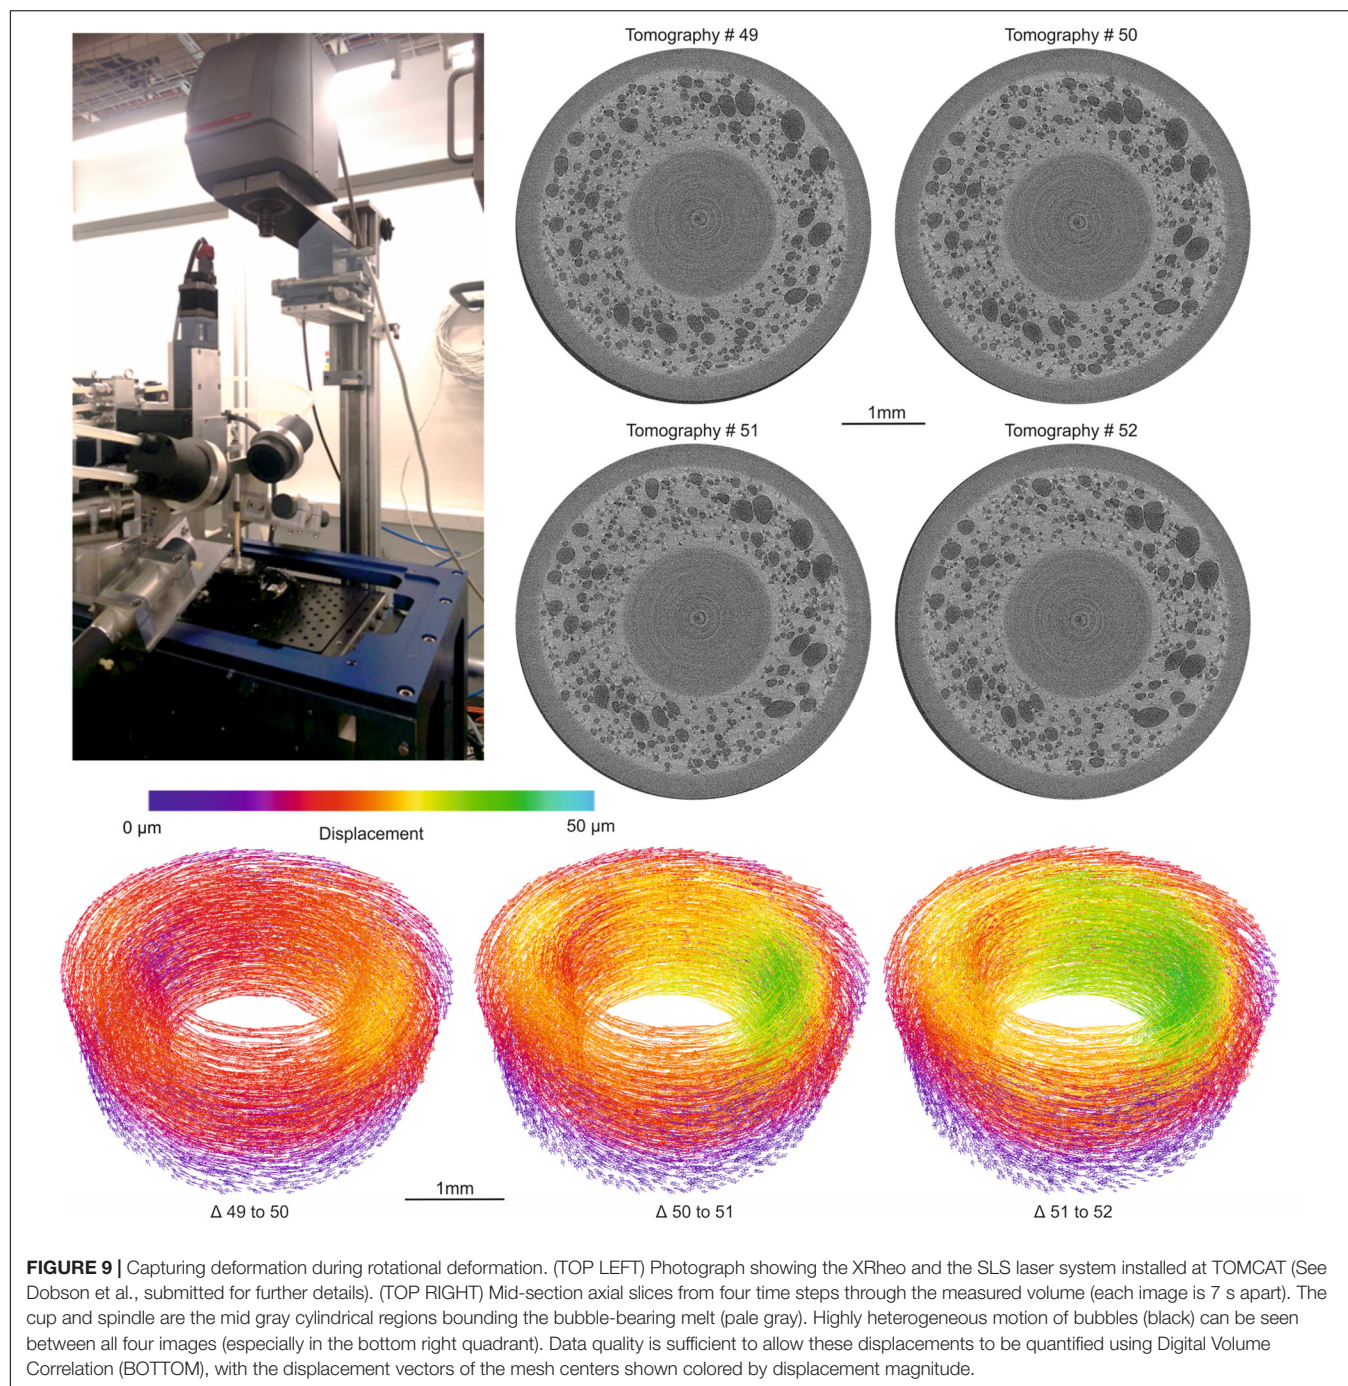 Tomography # 49
Tomography # 50
1mm
Tomography # 51
Tomography # 52
0 µm
Displacement
50 µm
1mm
Δ 49 to 50
Δ 50 to 51
Δ 51 to 52
FIGURE 9 | Capturing deformation during rotational deformation. (TOP LEFT) Photograph showing the XRheo and the SLS laser system installed at TOMCAT (See
Dobson et al., submitted for further details). (TOP RIGHT) Mid-section axial slices from four time steps through the measured volume (each image is 7 s apart). The
cup and spindle are the mid gray cylindrical regions bounding the bubble-bearing melt (pale gray). Highly heterogeneous motion of bubbles (black) can be seen
between all four images (especially in the bottom right quadrant). Data quality is sufficient to allow these displacements to be quantified using Digital Volume
Correlation (BOTTOM), with the displacement vectors of the mesh centers shown colored by displacement magnitude.